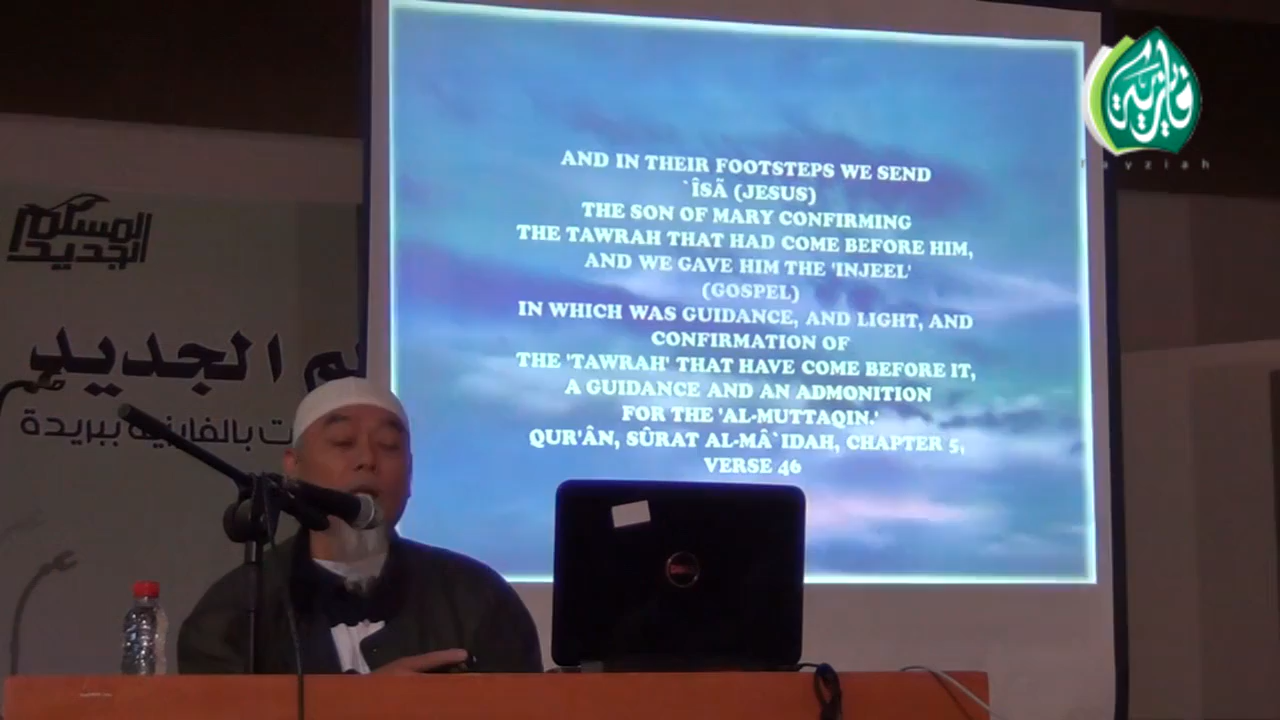 AND IN THEIR FOOTSTEPS WE SEND
`ÎSÃ (JESUS)
THE SON OF MARY CONFIRMING
THE TAWRAH THAT HAD COME BEFORE HIM,
AND WE GAVE HIM THE 'INJEEL'
(GOSPEL)
IN WHICH WAS GUIDANCE, AND LIGHT, AND
CONFIRMATION OF
THE 'TAWRAH' THAT HAVE COME BEFORE IT,
A GUIDANCE AND AN ADMONITION
FOR THE 'AL-MUTTAQIN.'
QUR'ÂN, SÛRAT AL-MÂ`IDAH, CHAPTER 5,
VERSE 46
فايزية
المسلم
الجديد
م الجديد
ت بالفايزية ببريدة
DELL